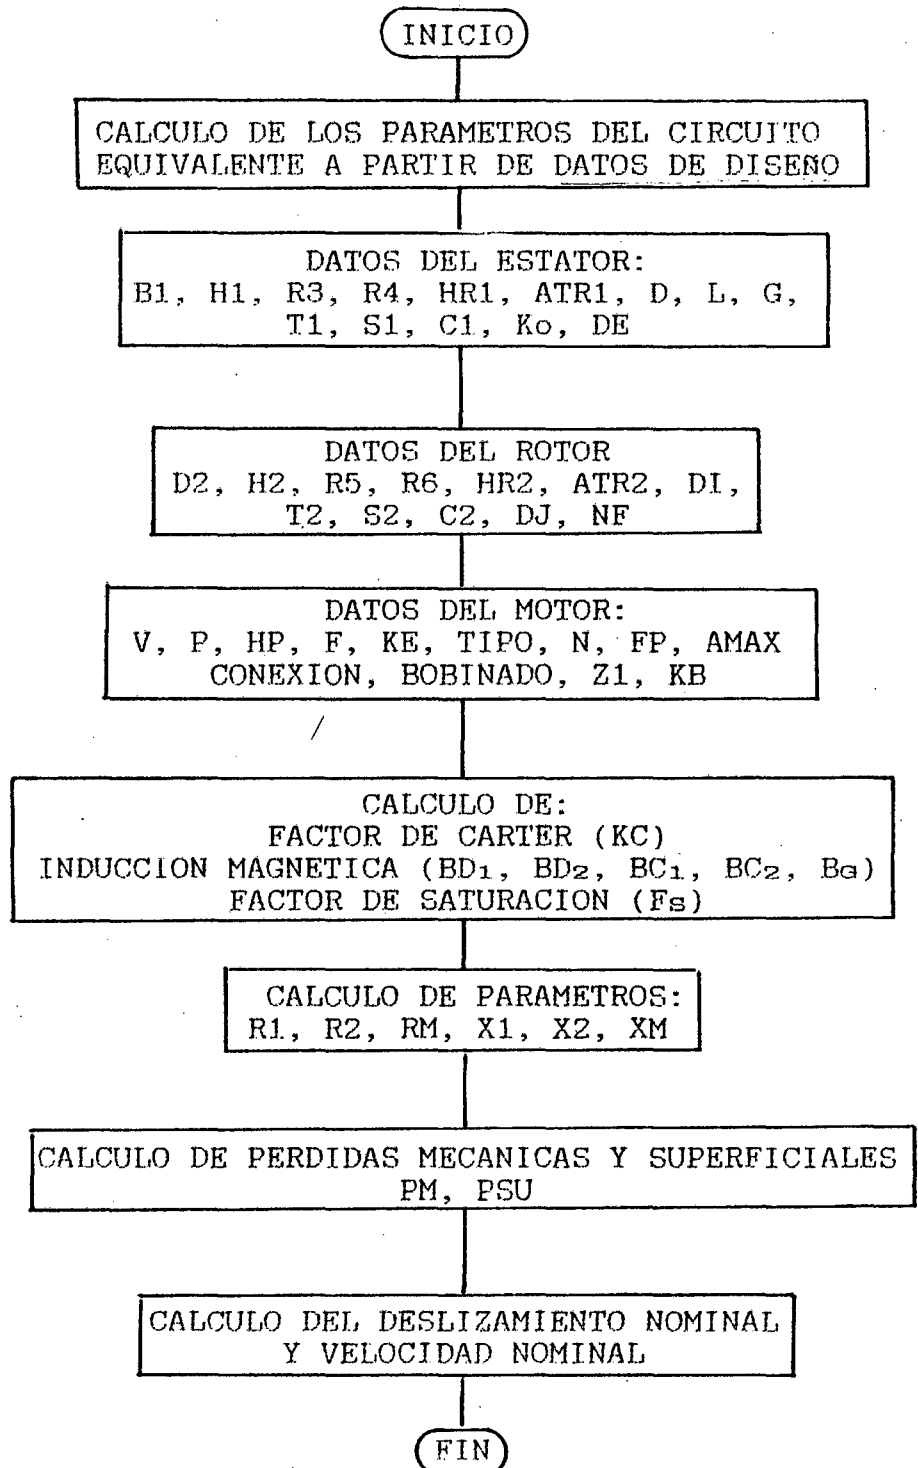 INICIO
CALCULO DE LOS PARAMETROS DEL CIRCUITO
EQUIVALENTE A PARTIR DE DATOS DE DISEÑO
DATOS DEL ESTATOR:
B1, H1, R3, R4, HR1, ATR1, D, L, G,
T1, S1, C1, Ko, DE
DATOS DEL ROTOR
D2, H2, R5, R6, HR2, ATR2, DI,
T2, S2, C2, DJ, NF
DATOS DEL MOTOR:
V, P, HP, F, KE, TIPO, N, FP, AMAX
CONEXION, BOBINADO, Z1, KB
CALCULO DE:
FACTOR DE CARTER (KC)
INDUCCION MAGNETICA (BD1, BD2, BC1, BC2, BG)
FACTOR DE SATURACION (Fs)
CALCULO DE PARAMETROS:
R1, R2, RM, X1, X2, XM
CALCULO DE PERDIDAS MECANICAS Y SUPERFICIALES
PM, PSU
CALCULO DEL DESLIZAMIENTO NOMINAL
Y VELOCIDAD NOMINAL
FIN